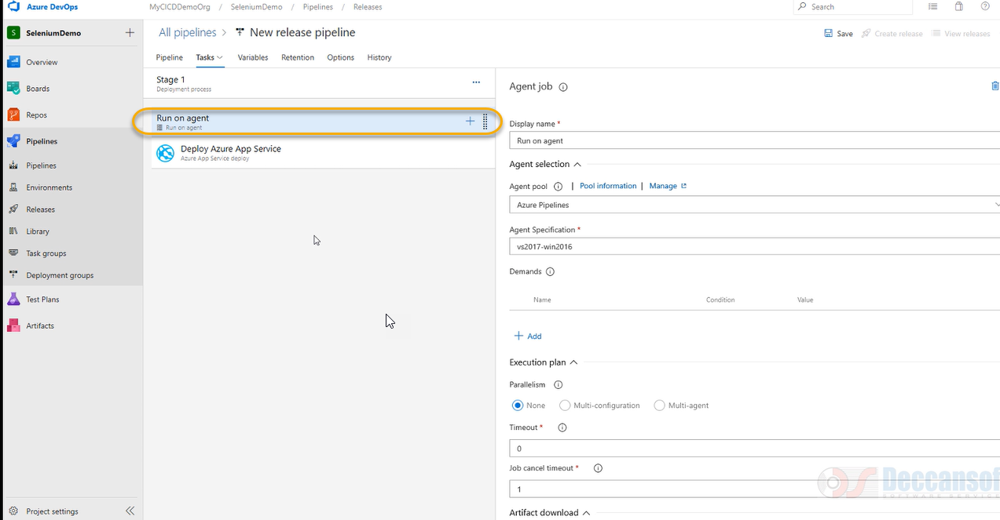 Azure DevOps
MyCICDDemoOrg / SeleniumDemo / Pipelines / Releases
Search
S SeleniumDemo
All pipelines > New release pipeline
Save
Create release
View releases
Pipeline Tasks Variables Retention Options History
Overview
Boards
Repos
Pipelines
Pipelines
Environments
Releases
Library
Task groups
Deployment groups
Test Plans
Artifacts
Project settings
Stage 1
Deployment process
Run on agent
Run on agent
Deploy Azure App Service
Azure App Service deploy
Agent job
Display name *
Run on agent
Agent selection
Agent pool | Pool information | Manage
Azure Pipelines
Agent Specification *
vs2017-win2016
Demands
Name Condition Value
+ Add
Execution plan
Parallelism
None Multi-configuration Multi-agent
Timeout *
0
Job cancel timeout *
1
Artifact download
Deccansof
SOFTWARE SERVICE